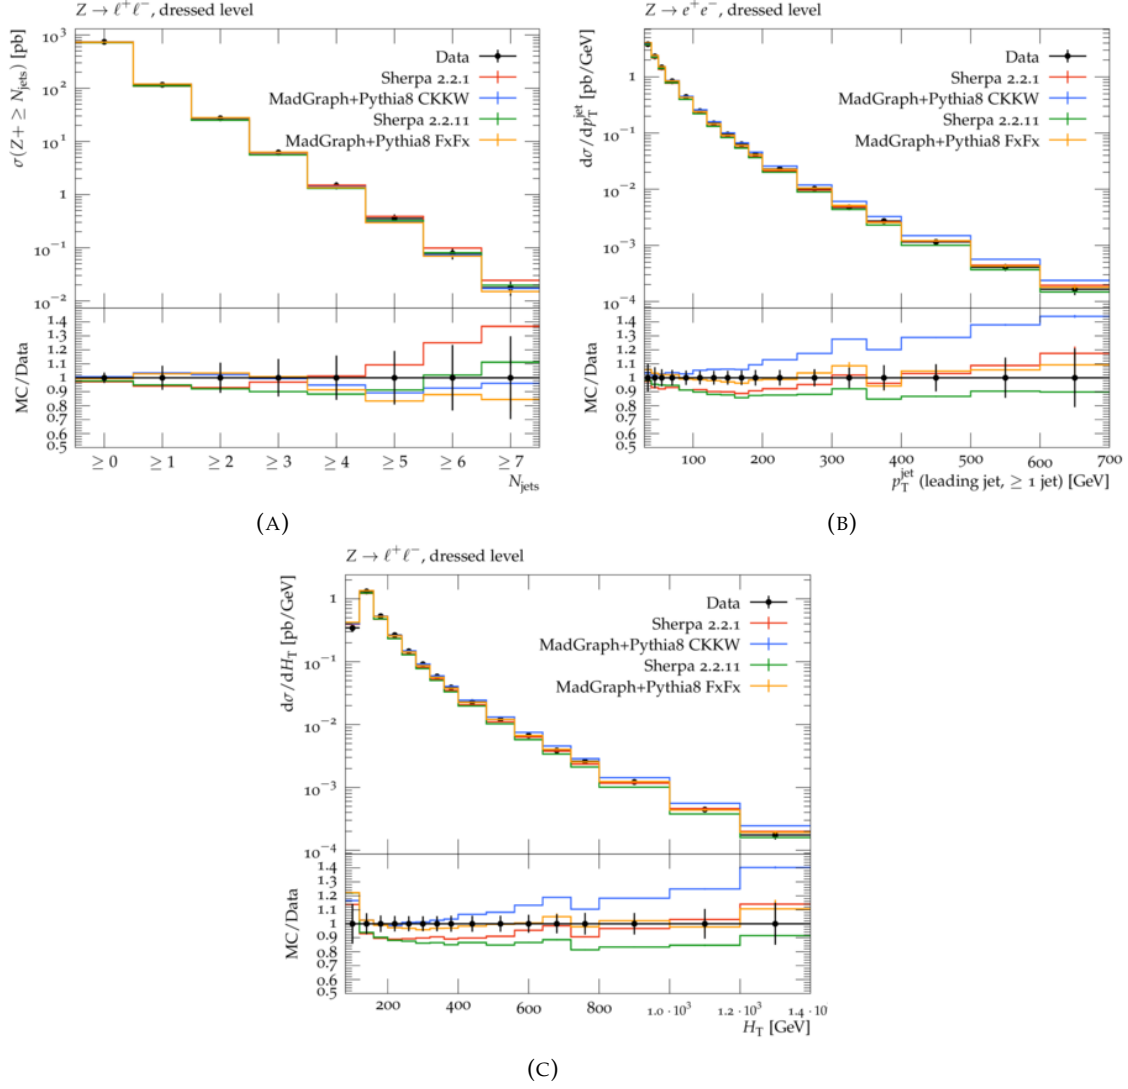 Z → ℓ⁺ ℓ⁻, dressed level
σ(Z+ ≥ N_jets) [pb]
10³
10²
10¹
1
10⁻¹
10⁻²
Data
Sherpa 2.2.1
MadGraph+Pythia8 CKKW
Sherpa 2.2.11
MadGraph+Pythia8 FxFx
MC/Data
1.4
1.3
1.2
1.1
1
0.9
0.8
0.7
0.6
0.5
≥ 0 ≥ 1 ≥ 2 ≥ 3 ≥ 4 ≥ 5 ≥ 6 ≥ 7
N_jets
(A)
Z → e⁺ e⁻, dressed level
dσ/dp_T^jet [pb/GeV]
1
10⁻¹
10⁻²
10⁻³
10⁻⁴
Data
Sherpa 2.2.1
MadGraph+Pythia8 CKKW
Sherpa 2.2.11
MadGraph+Pythia8 FxFx
MC/Data
1.4
1.3
1.2
1.1
1
0.9
0.8
0.7
0.6
0.5
100 200 300 400 500 600 700
p_T^jet (leading jet, ≥ 1 jet) [GeV]
(B)
Z → ℓ⁺ ℓ⁻, dressed level
dσ/dH_T [pb/GeV]
1
10⁻¹
10⁻²
10⁻³
10⁻⁴
Data
Sherpa 2.2.1
MadGraph+Pythia8 CKKW
Sherpa 2.2.11
MadGraph+Pythia8 FxFx
MC/Data
1.4
1.3
1.2
1.1
1
0.9
0.8
0.7
0.6
0.5
200 400 600 800 1.0 · 10³ 1.2 · 10³ 1.4 · 10
H_T [GeV]
(C)